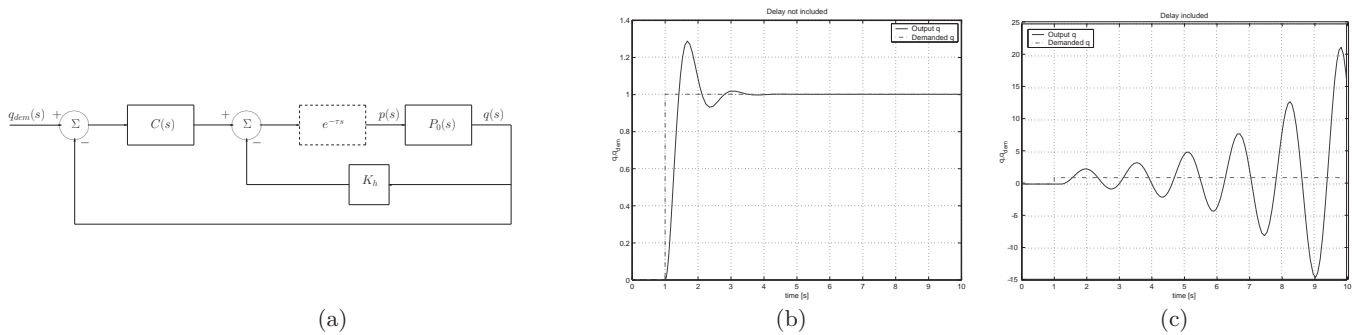 q_dem(s)
+
Σ
−
C(s)
+
Σ
−
e^{−τs}
p(s)
P_0(s)
q(s)
K_h
(a)
Delay not included
Output q
Demanded q
q,q_dem
1.4
1.2
1
0.8
0.6
0.4
0.2
0
0 1 2 3 4 5 6 7 8 9 10
time [s]
(b)
Delay included
Output q
Demanded q
q,q_dem
25
20
15
10
5
0
-5
-10
-15
0 1 2 3 4 5 6 7 8 9 10
time [s]
(c)